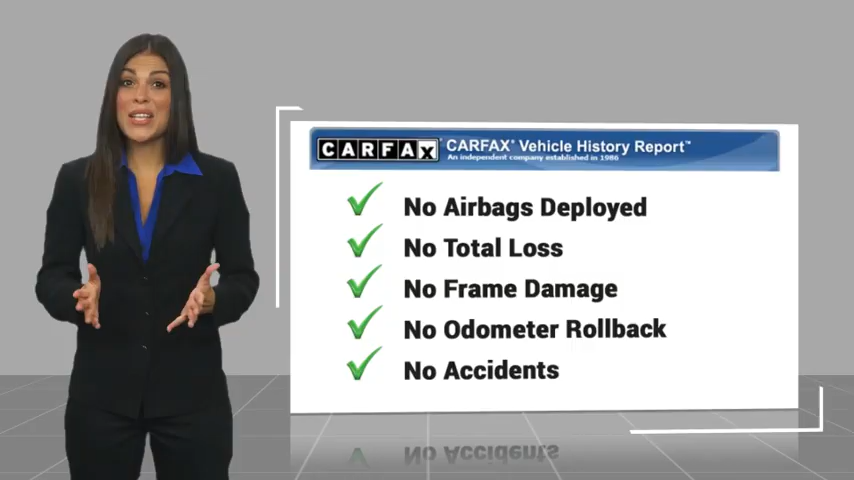 CARFAX CARFAX® Vehicle History Report™
An independent company established in 1986
No Airbags Deployed
No Total Loss
No Frame Damage
No Odometer Rollback
No Accidents
No Accidents